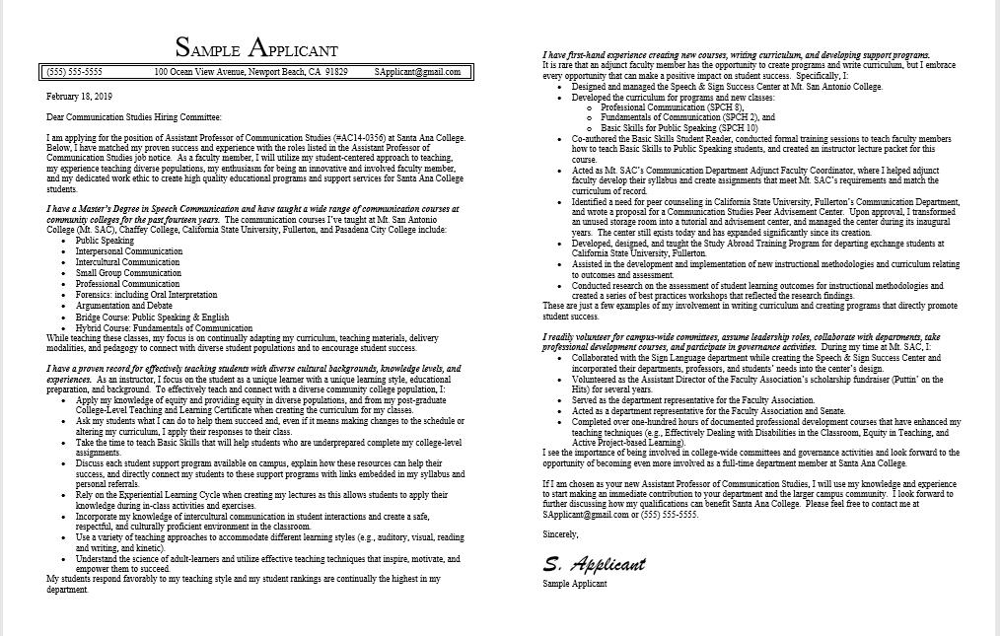 SAMPLE APPLICANT
(555) 555-5555 100 Ocean View Avenue, Newport Beach, CA 91829 SApplicant@gmail.com
February 18, 2019
Dear Communication Studies Hiring Committee:
I am applying for the position of Assistant Professor of Communication Studies (#AC14-0356) at Santa Ana College.
Below, I have matched my proven success and experience with the roles listed in the Assistant Professor of
Communication Studies job notice. As a faculty member, I will utilize my student-centered approach to teaching,
my experience teaching diverse populations, my enthusiasm for being an innovative and involved faculty member,
and my dedicated work ethic to create high quality educational programs and support services for Santa Ana College
students.
I have a Master's Degree in Speech Communication and have taught a wide range of communication courses at
community colleges for the past fourteen years. The communication courses I've taught at Mt. San Antonio
College (Mt. SAC), Chaffey College, California State University, Fullerton, and Pasadena City College include:
• Public Speaking
• Interpersonal Communication
• Intercultural Communication
• Small Group Communication
• Professional Communication
• Forensics: including Oral Interpretation
• Argumentation and Debate
• Bridge Course: Public Speaking & English
• Hybrid Course: Fundamentals of Communication
While teaching these classes, my focus is on continually adapting my curriculum, teaching materials, delivery
modalities, and pedagogy to connect with diverse student populations and to encourage student success.
I have a proven record for effectively teaching students with diverse cultural backgrounds, knowledge levels, and
experiences. As an instructor, I focus on the student as a unique learner with a unique learning style, educational
preparation, and background. To effectively teach and connect with a diverse community college population, I:
• Apply my knowledge of equity and providing equity in diverse populations, and from my post-graduate
College-Level Teaching and Learning Certificate when creating the curriculum for my classes.
• Ask my students what I can do to help them succeed and, even if it means making changes to the schedule or
altering my curriculum, I apply their responses to their class.
• Take the time to teach Basic Skills that will help students who are underprepared complete my college-level
assignments.
• Discuss each student support program available on campus, explain how these resources can help their
success, and directly connect my students to these support programs with links embedded in my syllabus and
personal referrals.
• Rely on the Experiential Learning Cycle when creating my lectures as this allows students to apply their
knowledge during in-class activities and exercises.
• Incorporate my knowledge of intercultural communication in student interactions and create a safe,
respectful, and culturally proficient environment in the classroom.
• Use a variety of teaching approaches to accommodate different learning styles (e.g., auditory, visual, reading
and writing, and kinetic).
• Understand the science of adult-learners and utilize effective teaching techniques that inspire, motivate, and
empower them to succeed.
My students respond favorably to my teaching style and my student rankings are continually the highest in my
department.
I have first-hand experience creating new courses, writing curriculum, and developing support programs.
It is rare that an adjunct faculty member has the opportunity to create programs and write curriculum, but I embrace
every opportunity that can make a positive impact on student success. Specifically, I:
• Designed and managed the Speech & Sign Success Center at Mt. San Antonio College.
• Developed the curriculum for programs and new classes:
o Professional Communication (SPCH 8),
o Fundamentals of Communication (SPCH 2), and
o Basic Skills for Public Speaking (SPCH 10)
• Co-authored the Basic Skills Student Reader, conducted formal training sessions to teach faculty members
how to teach Basic Skills to Public Speaking students, and created an instructor lecture packet for this
course.
• Acted as Mt. SAC's Communication Department Adjunct Faculty Coordinator, where I helped adjunct
faculty develop their syllabus and create assignments that meet Mt. SAC's requirements and match the
curriculum of record.
• Identified a need for peer counseling in California State University, Fullerton's Communication Department,
and wrote a proposal for a Communication Studies Peer Advisement Center. Upon approval, I transformed
an unused storage room into a tutorial and advisement center, and managed the center during its inaugural
years. The center still exists today and has expanded significantly since its creation.
• Developed, designed, and taught the Study Abroad Training Program for departing exchange students at
California State University, Fullerton.
• Assisted in the development and implementation of new instructional methodologies and curriculum relating
to outcomes and assessment.
• Conducted research on the assessment of student learning outcomes for instructional methodologies and
created a series of best practices workshops that reflected the research findings.
These are just a few examples of my involvement in writing curriculum and creating programs that directly promote
student success.
I readily volunteer for campus-wide committees, assume leadership roles, collaborate with departments, take
professional development courses, and participate in governance activities. During my time at Mt. SAC, I:
• Collaborated with the Sign Language department while creating the Speech & Sign Success Center and
incorporated their departments, professors, and students' needs into the center's design.
• Volunteered as the Assistant Director of the Faculty Association's scholarship fundraiser (Puttin' on the
Hits) for several years.
• Served as the department representative for the Faculty Association.
• Acted as a department representative for the Faculty Association and Senate.
• Completed over one-hundred hours of documented professional development courses that have enhanced my
teaching techniques (e.g., Effectively Dealing with Disabilities in the Classroom, Equity in Teaching, and
Active Project-based Learning).
I see the importance of being involved in college-wide committees and governance activities and look forward to the
opportunity of becoming even more involved as a full-time department member at Santa Ana College.
If I am chosen as your new Assistant Professor of Communication Studies, I will use my knowledge and experience
to start making an immediate contribution to your department and the larger campus community. I look forward to
further discussing how my qualifications can benefit Santa Ana College. Please feel free to contact me at
SApplicant@gmail.com or (555) 555-5555.
Sincerely,
S. Applicant
Sample Applicant